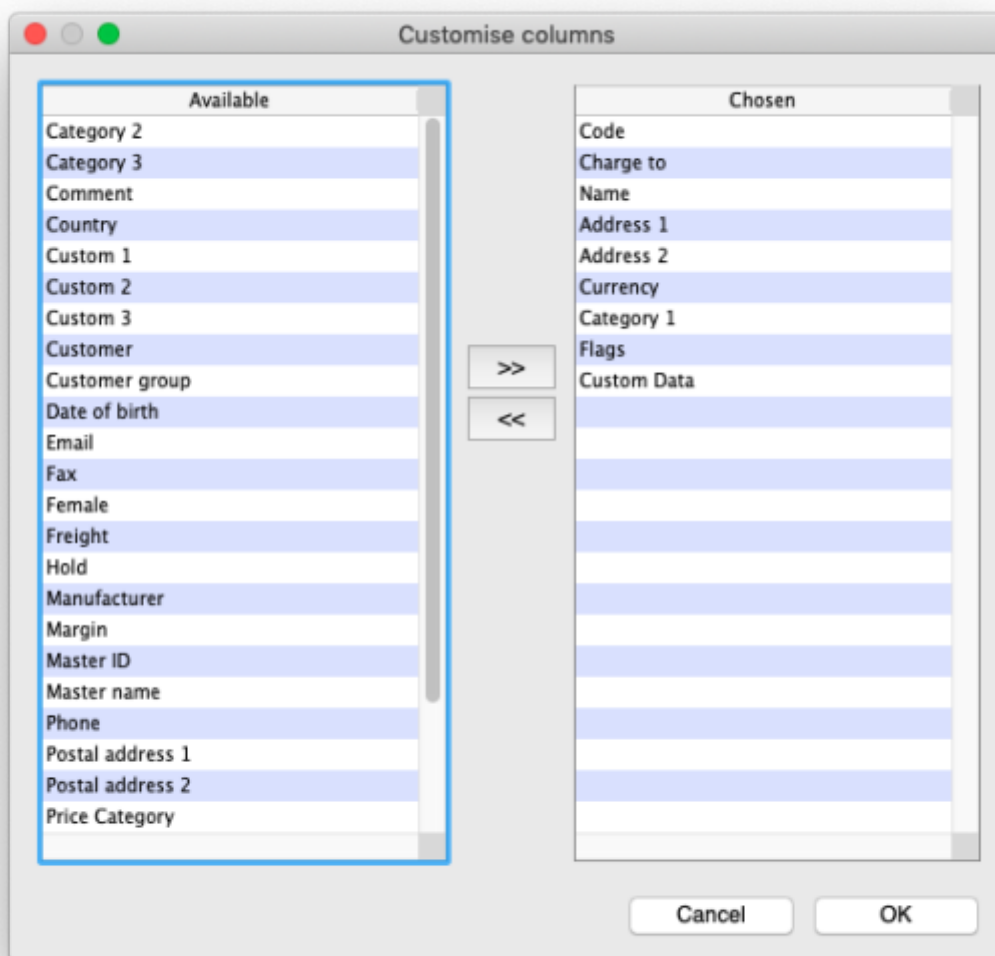 Customise columns
Available
Category 2
Category 3
Comment
Country
Custom 1
Custom 2
Custom 3
Customer
Customer group
Date of birth
Email
Fax
Female
Freight
Hold
Manufacturer
Margin
Master ID
Master name
Phone
Postal address 1
Postal address 2
Price Category
>>
<<
Chosen
Code
Charge to
Name
Address 1
Address 2
Currency
Category 1
Flags
Custom Data
Cancel
OK